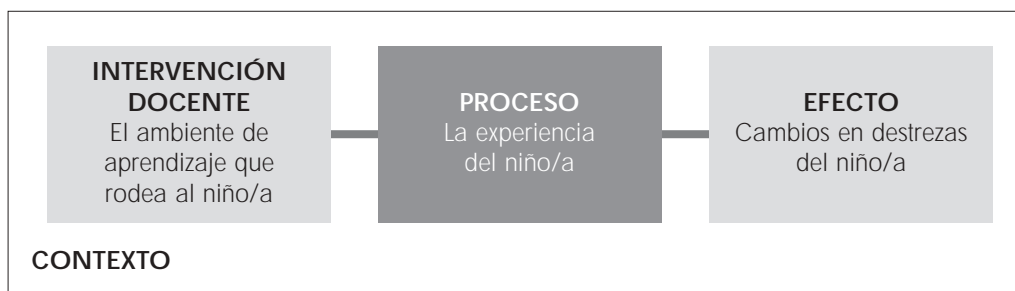 INTERVENCIÓN
DOCENTE
El ambiente de
aprendizaje que
rodea al niño/a
PROCESO
La experiencia
del niño/a
EFECTO
Cambios en destrezas
del niño/a
CONTEXTO